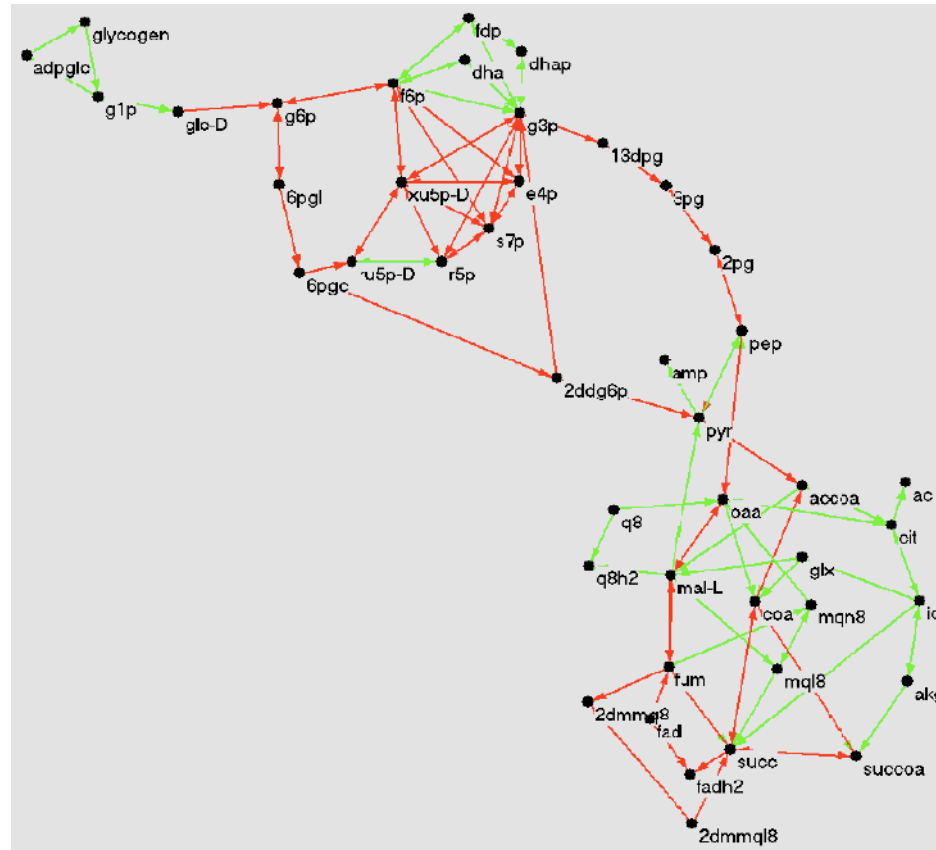 glycogen
fdp
adpglc
dha
dhap
g1p
glc-D
g6p
f6p
g3p
13dpg
6pgl
xu5p-D
e4p
3pg
s7p
6pgc
ru5p-D
r5p
2pg
pep
2ddg6p
amp
pyr
q8
oaa
accoa
ac
cit
q8h2
mal-L
glx
coa
mqn8
fum
mql8
akg
2dmmq8
fad
succ
succoa
fadh2
2dmmql8